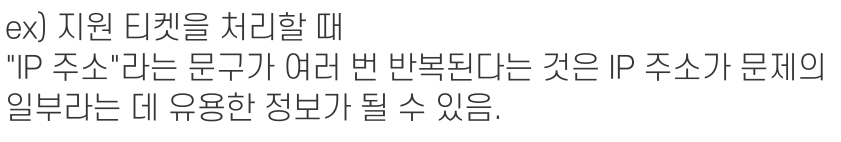 ex) 지원 티켓을 처리할 때
"IP 주소"라는 문구가 여러 번 반복된다는 것은 IP 주소가 문제의
일부라는 데 유용한 정보가 될 수 있음.